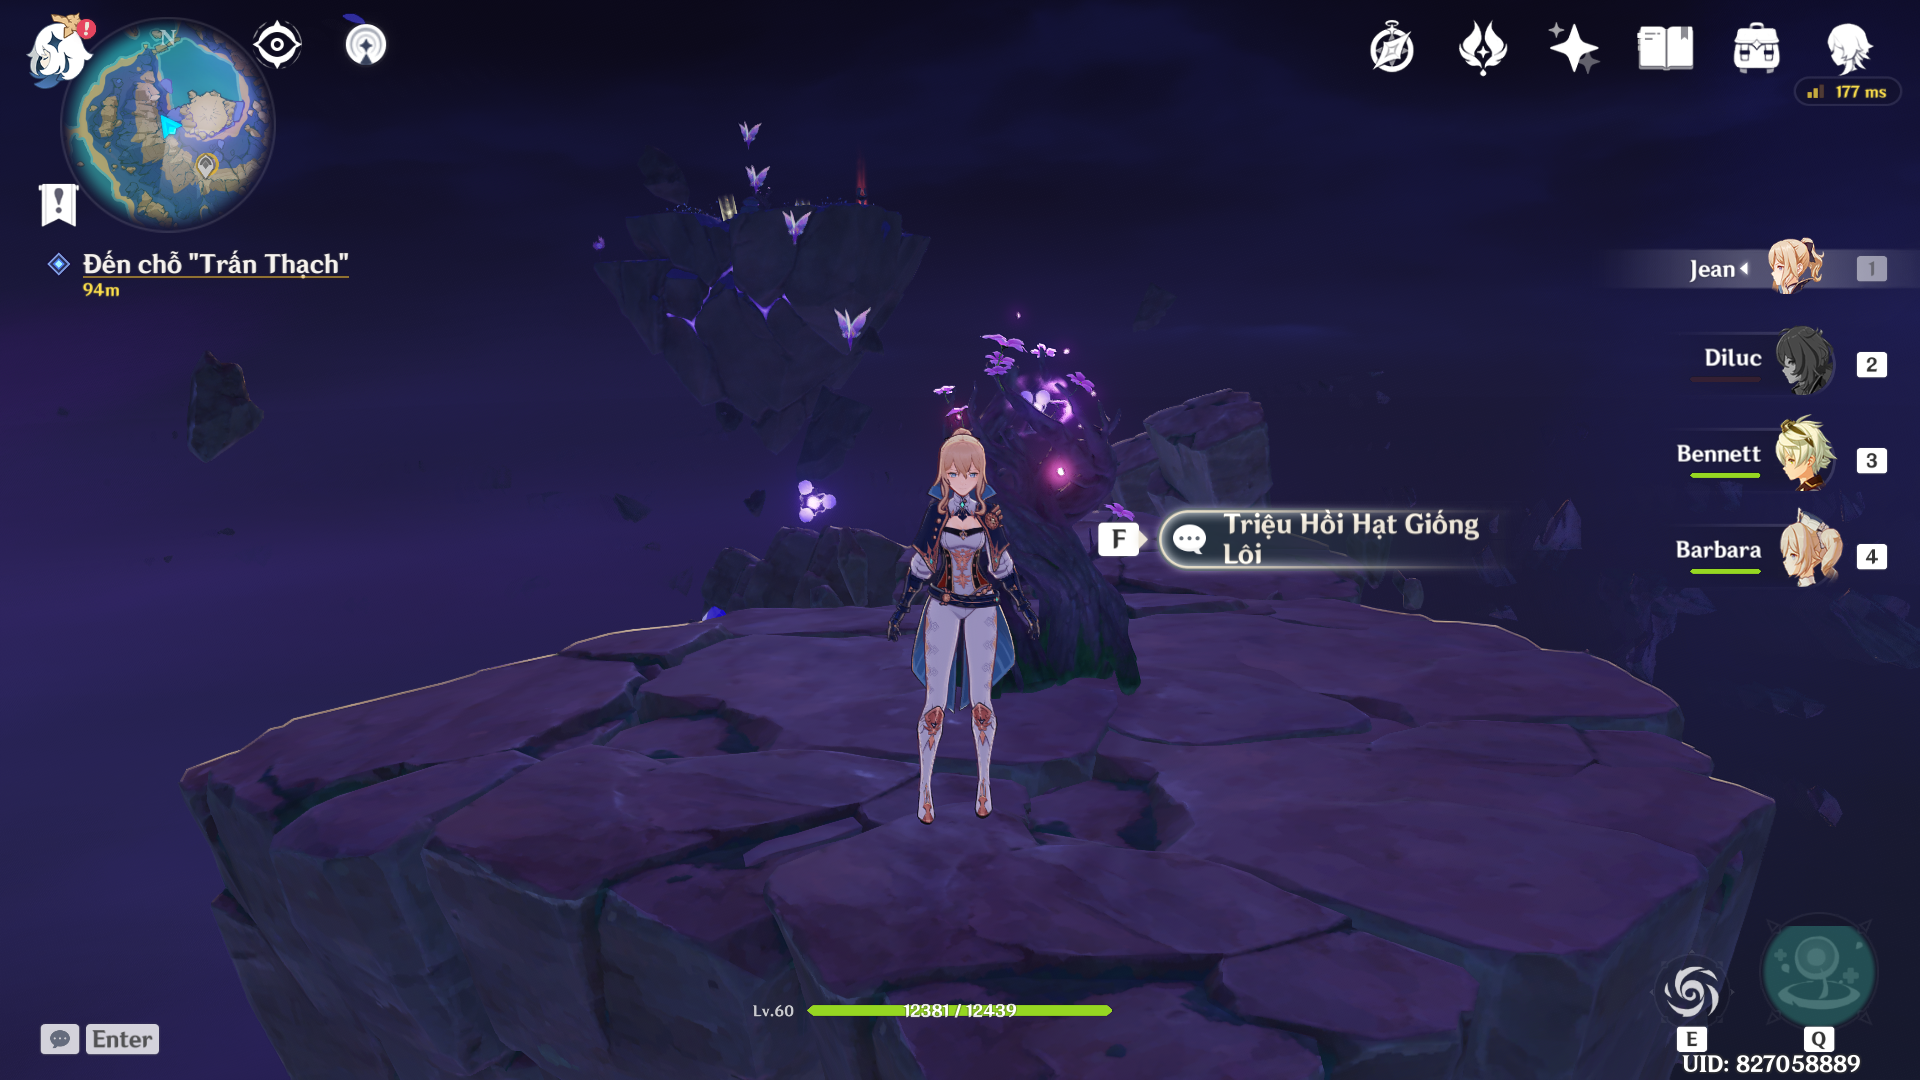 N
177 ms
Đến chỗ "Trấn Thạch"
94m
Jean
1
Diluc
2
Bennett
3
Barbara
4
F
Triệu Hồi Hạt Giống
Lôi
Lv.60
12381 / 12439
Enter
E
Q
UID: 827058889